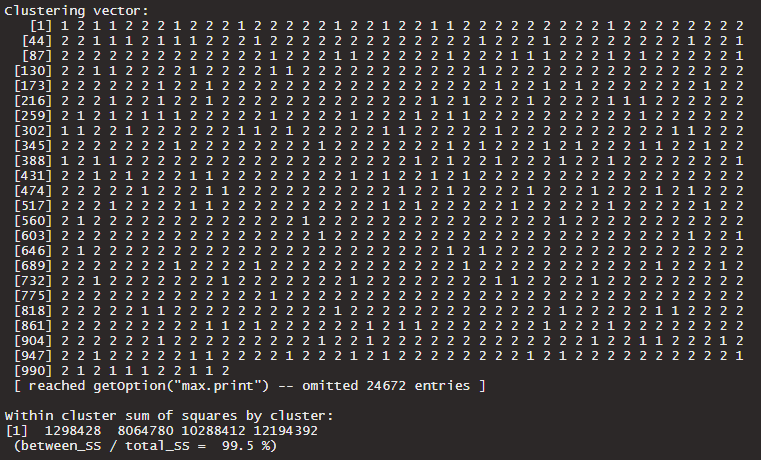 Clustering vector:
[1] 1 2 1 1 2 2 2 1 2 2 2 1 2 2 2 2 2 1 2 2 1 2 2 1 1 2 2 2 2 2 2 2 2 2 1 2 2 2 2 2 2 2 2
[44] 2 2 1 1 1 2 1 1 1 2 2 2 1 2 2 2 2 2 2 2 2 2 2 2 2 2 1 2 2 2 1 2 2 2 2 2 2 2 2 1 2 2 1
[87] 2 2 2 2 2 2 2 2 2 2 2 2 2 1 2 2 2 1 1 2 2 2 2 2 1 2 2 2 1 1 1 2 2 2 1 2 1 2 2 2 2 2 1
[130] 2 2 1 1 2 2 2 2 1 2 2 2 2 1 1 2 2 2 2 2 2 2 2 2 2 2 1 2 2 2 2 2 2 2 2 2 2 2 2 2 2 2 2
[173] 2 2 2 2 2 2 1 2 2 1 2 2 2 2 2 2 2 2 2 2 2 2 2 2 2 2 2 2 1 2 2 1 2 2 2 2 2 2 2 1 2 2
[216] 2 2 2 1 2 2 1 2 2 1 2 2 2 2 2 2 2 2 2 2 2 2 2 1 2 1 2 2 2 1 2 2 2 2 1 1 1 2 2 2 2 2 2
[259] 2 1 2 1 2 1 1 1 2 2 2 2 2 1 2 2 2 2 1 2 2 2 1 2 1 1 2 2 2 2 2 2 2 2 2 2 2 2 2 2 2 2 2
[302] 1 1 2 2 1 2 2 2 2 2 2 1 1 2 1 2 2 2 2 2 1 1 2 2 2 2 2 1 2 2 2 2 2 2 2 2 2 2 1 1 2 2 2
[345] 2 2 2 2 2 2 2 1 2 2 2 2 2 2 2 2 1 2 2 2 2 2 2 2 1 2 1 2 2 2 1 2 1 2 2 2 1 1 2 2 1 2 2
[388] 1 2 1 1 2 2 2 2 2 2 2 2 2 2 2 2 2 2 2 2 2 2 2 1 2 2 1 2 2 2 1 2 2 1 2 2 2 2 2 2 2 2 1
[431] 2 2 1 2 1 2 2 2 1 1 2 2 2 2 2 2 2 2 1 2 1 2 2 1 2 1 2 2 2 2 2 2 2 2 2 2 2 2 2 2 2 2 2
[474] 2 2 2 2 2 1 2 2 2 1 1 2 2 2 2 2 2 2 2 2 2 1 2 2 1 2 2 2 2 1 2 2 2 1 2 2 2 1 2 1 2 2 2
[517] 2 2 2 1 2 2 2 2 1 1 2 2 2 2 2 2 2 2 2 2 1 2 1 2 2 2 2 2 1 2 2 2 2 2 1 2 2 2 2 2 1 2 2
[560] 2 1 2 2 2 2 2 2 2 2 2 2 2 2 2 1 2 2 2 2 2 2 2 2 2 2 2 2 2 2 2 1 2 2 2 2 2 2 2 2 2 2 2
[603] 2 2 2 2 2 2 2 2 2 2 2 2 2 2 2 2 1 2 2 2 2 2 2 2 2 2 2 2 2 2 2 2 2 2 2 2 2 2 2 1 2 2 1
[646] 2 1 2 2 2 2 2 2 2 2 2 2 2 2 2 2 2 2 2 2 2 2 2 2 1 2 1 2 2 2 2 2 2 2 2 2 2 2 2 2 2 2 2
[689] 2 2 2 2 2 2 2 1 2 2 2 2 1 2 2 2 2 2 2 2 2 2 2 2 2 1 2 2 2 2 2 2 2 2 2 2 2 1 2 2 2 1 2
[732] 2 2 1 2 2 2 2 2 2 2 1 2 2 2 2 2 2 2 1 2 2 2 2 2 2 2 2 1 1 2 2 2 2 1 2 2 2 2 2 2 2 2
[775] 2 2 2 2 2 2 2 2 2 2 2 2 2 1 2 2 2 2 2 2 2 2 2 2 2 2 2 2 2 2 2 2 2 2 2 2 2 2 2 2 2 2 2
[818] 2 2 2 2 2 1 1 2 2 2 2 2 2 2 2 2 2 1 2 2 2 2 2 2 2 2 2 2 2 2 2 1 2 2 2 2 2 1 1 2 2 2 2
[861] 2 2 2 2 2 2 2 2 2 1 1 2 1 2 2 2 2 2 2 1 2 1 1 2 2 2 2 2 2 2 1 2 2 2 1 2 2 2 2 2 2 2 2
[904] 2 2 2 2 2 2 1 2 2 2 2 2 2 2 2 2 1 2 2 1 2 2 2 2 2 2 2 2 2 2 2 2 2 1 2 2 1 1 2 2 2 1 2
[947] 2 2 1 2 2 2 2 2 1 1 2 2 2 2 1 2 2 2 1 2 1 2 2 2 2 2 2 2 2 1 2 1 2 2 2 2 2 2 2 2 2 2 1
[990] 2 1 2 1 1 1 2 2 1 1 2
[ reached getOption("max.print") -- omitted 24672 entries ]
Within cluster sum of squares by cluster:
[1] 1298428 8064780 10288412 12194392
(between_SS / total_SS = 99.5 %)